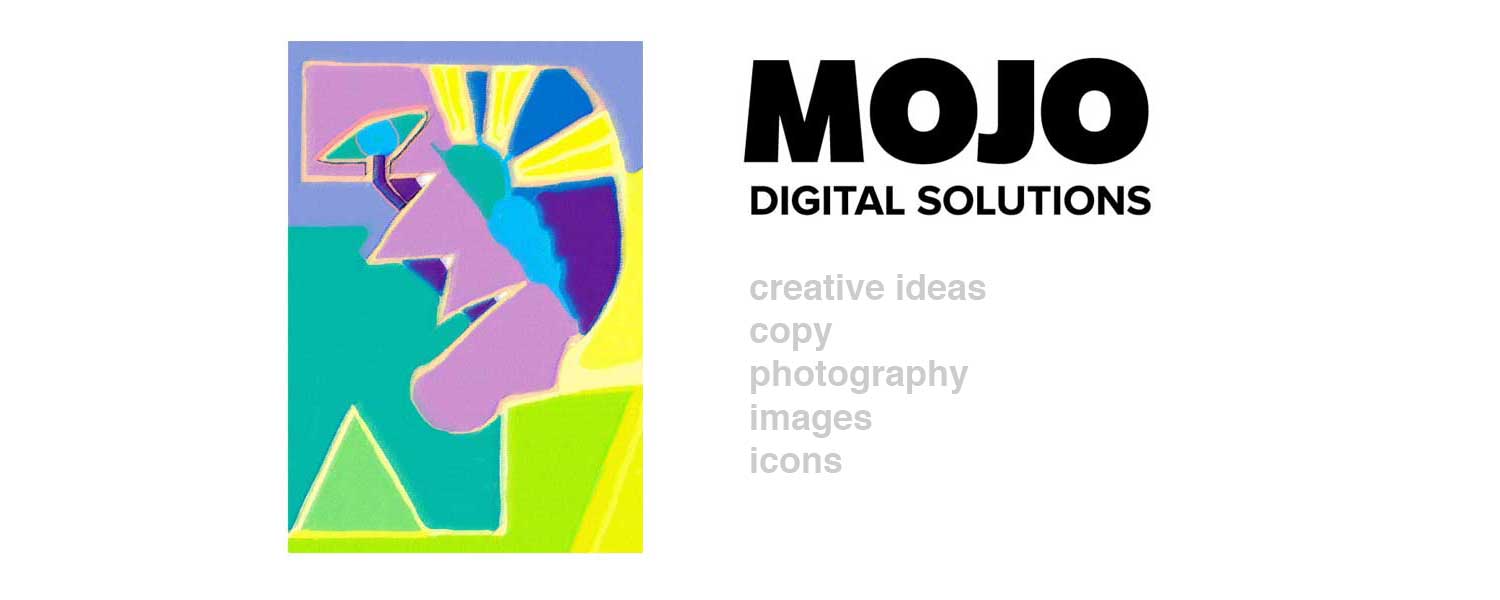 MOJO
DIGITAL SOLUTIONS
creative ideas
copy
photography
images
icons